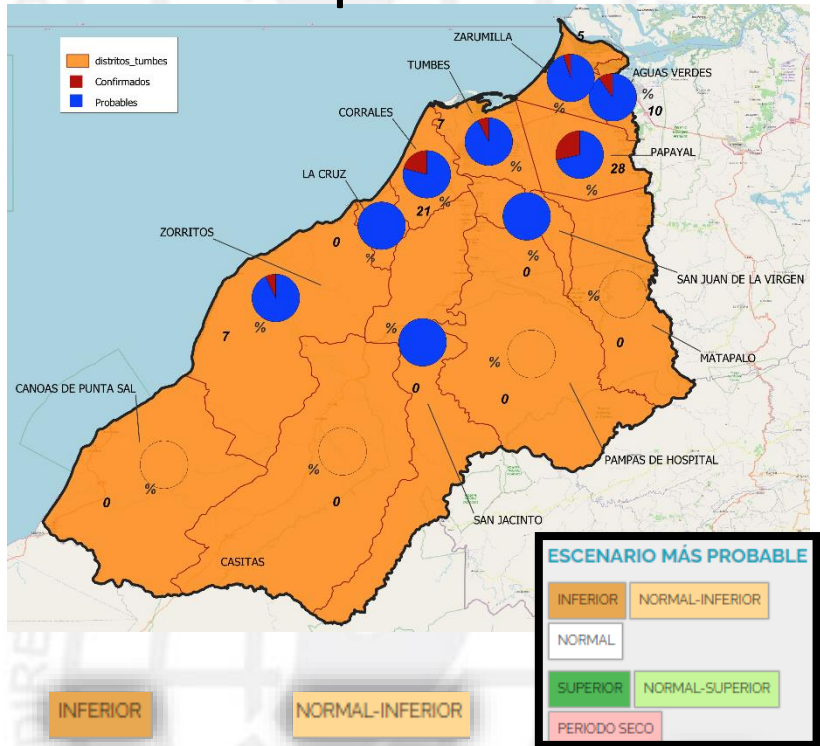 distritos_tumbes
Confirmados
Probables
ZARUMILLA
5
TUMBES
AGUAS VERDES
%
10
%
CORRALES
7
PAPAYAL
%
28
%
LA CRUZ
21
%
0
%
ZORRITOS
%
0
SAN JUAN DE LA VIRGEN
%
7
%
%
0
MATAPALO
CANOAS DE PUNTA SAL
%
0
0
PAMPAS DE HOSPITAL
%
0
%
0
SAN JACINTO
CASITAS
ESCENARIO MÁS PROBABLE
INFERIOR
NORMAL-INFERIOR
NORMAL
SUPERIOR
NORMAL-SUPERIOR
PERIODO SECO
INFERIOR
NORMAL-INFERIOR
DIRE